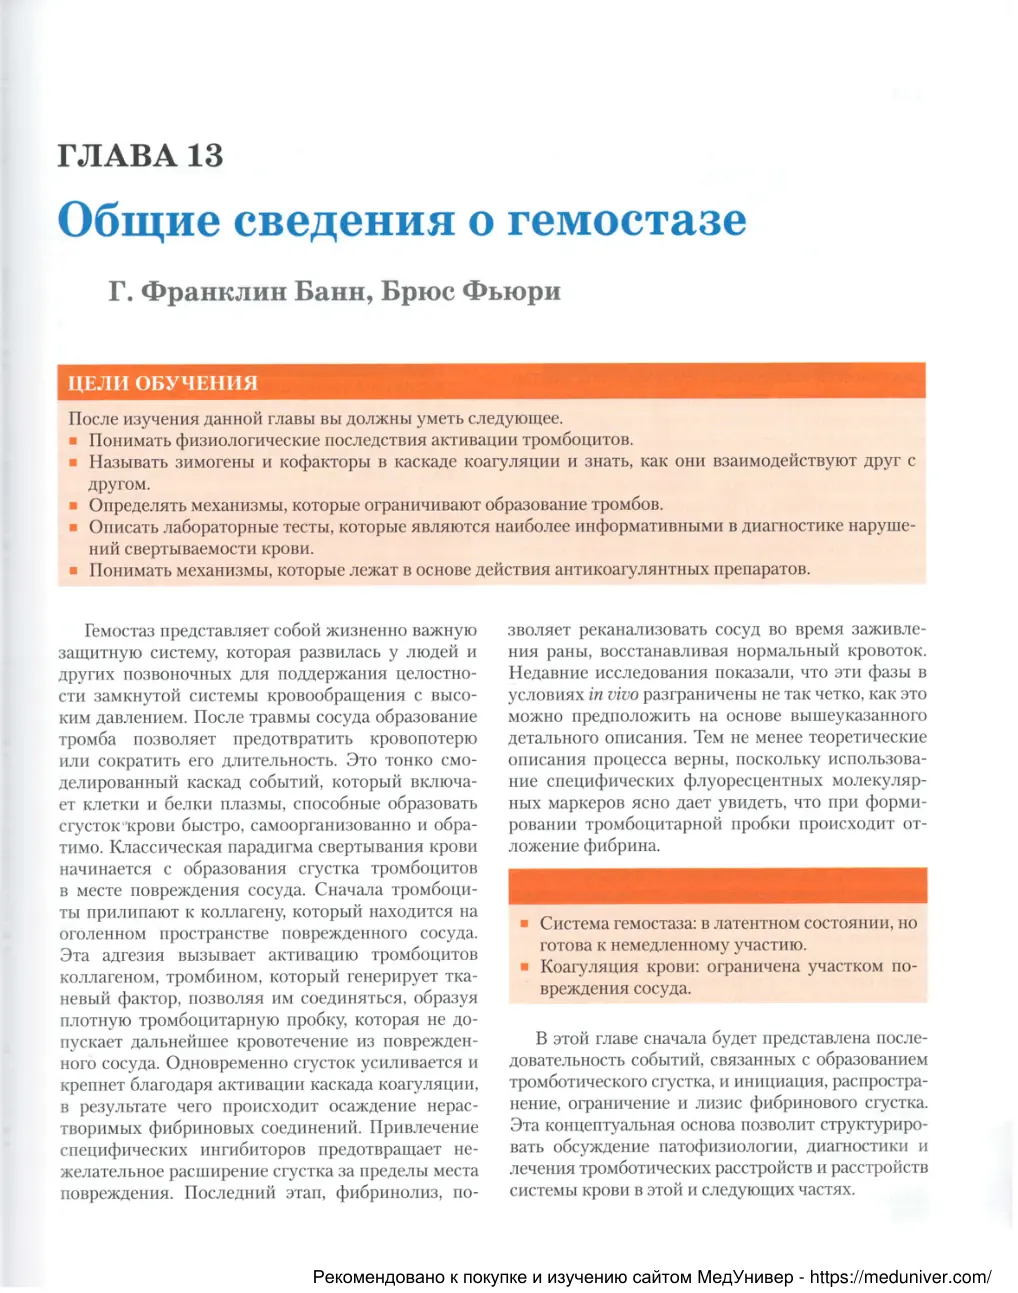 ГЛАВА 13
Общие сведения о гемостазе
Г. Франклин Банн, Брюс Фьюри
ЦЕЛИ ОБУЧЕНИЯ
После изучения данной главы вы должны уметь следующее.
■ Понимать физиологические последствия активации тромбоцитов.
■ Называть зимогены и кофакторы в каскаде коагуляции и знать, как они взаимодействуют друг с
другом.
■ Определять механизмы, которые ограничивают образование тромбов.
■ Описать лабораторные тесты, которые являются наиболее информативными в диагностике наруше-
ний свертываемости крови.
■ Понимать механизмы, которые лежат в основе действия антикоагулянтных препаратов.
Гемостаз представляет собой жизненно важную
защитную систему, которая развилась у людей и
других позвоночных для поддержания целостно-
сти замкнутой системы кровообращения с высо-
ким давлением. После травмы сосуда образование
тромба позволяет предотвратить кровопотерю
или сократить его длительность. Это тонко смо-
делированный каскад событий, который включа-
ет клетки и белки плазмы, способные образовать
сгусток крови быстро, самоорганизованно и обра-
тимо. Классическая парадигма свертывания крови
начинается с образования сгустка тромбоцитов
в месте повреждения сосуда. Сначала тромбоци-
ты прилипают к коллагену, который находится на
оголенном пространстве поврежденного сосуда.
Эта адгезия вызывает активацию тромбоцитов
коллагеном, тромбином, который генерирует тка-
невый фактор, позволяя им соединяться, образуя
плотную тромбоцитарную пробку, которая не до-
пускает дальнейшее кровотечение из поврежден-
ного сосуда. Одновременно сгусток усиливается и
крепнет благодаря активации каскада коагуляции,
в результате чего происходит осаждение нерас-
творимых фибриновых соединений. Привлечение
специфических ингибиторов предотвращает не-
желательное расширение сгустка за пределы места
повреждения. Последний этап, фибринолиз, по-
зволяет реканализовать сосуд во время заживле-
ния раны, восстанавливая нормальный кровоток.
Недавние исследования показали, что эти фазы в
условиях in vivo разграничены не так четко, как это
можно предположить на основе вышеуказанного
детального описания. Тем не менее теоретические
описания процесса верны, поскольку использова-
ние специфических флуоресцентных молекуляр-
ных маркеров ясно дает увидеть, что при форми-
ровании тромбоцитарной пробки происходит от-
ложение фибрина.
■ Система гемостаза: в латентном состоянии, но
готова к немедленному участию.
■ Коагуляция крови: ограничена участком по-
вреждения сосуда.
В этой главе сначала будет представлена после-
довательность событий, связанных с образованием
тромботического сгустка, и инициация, распростра-
нение, ограничение и лизис фибринового сгустка.
Эта концептуальная основа позволит структуриро-
вать обсуждение патофизиологии, диагностики и
лечения тромботических расстройств и расстройств
системы крови в этой и следующих частях.
Рекомендовано к покупке и изучению сайтом МедУнивер - https://meduniver.com/